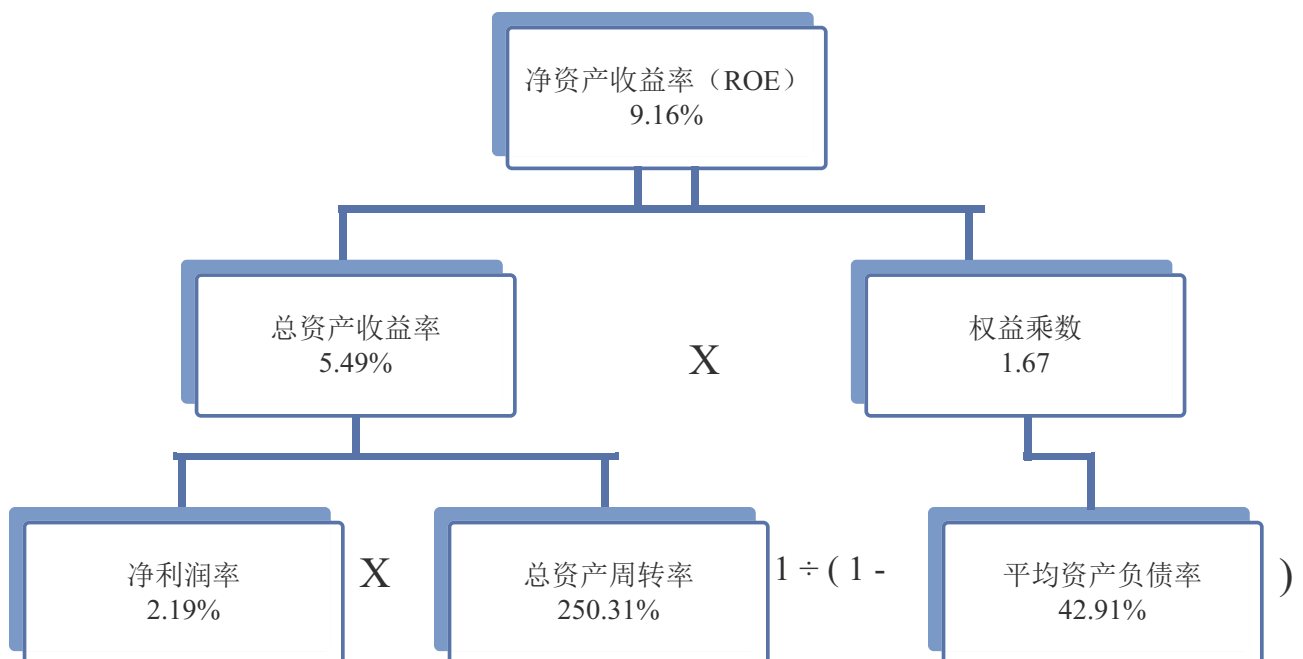 净资产收益率（ROE）
9.16%
总资产收益率
5.49%
X
权益乘数
1.67
净利润率
2.19%
X
总资产周转率
250.31%
1 ÷ ( 1 -
平均资产负债率
42.91%
)